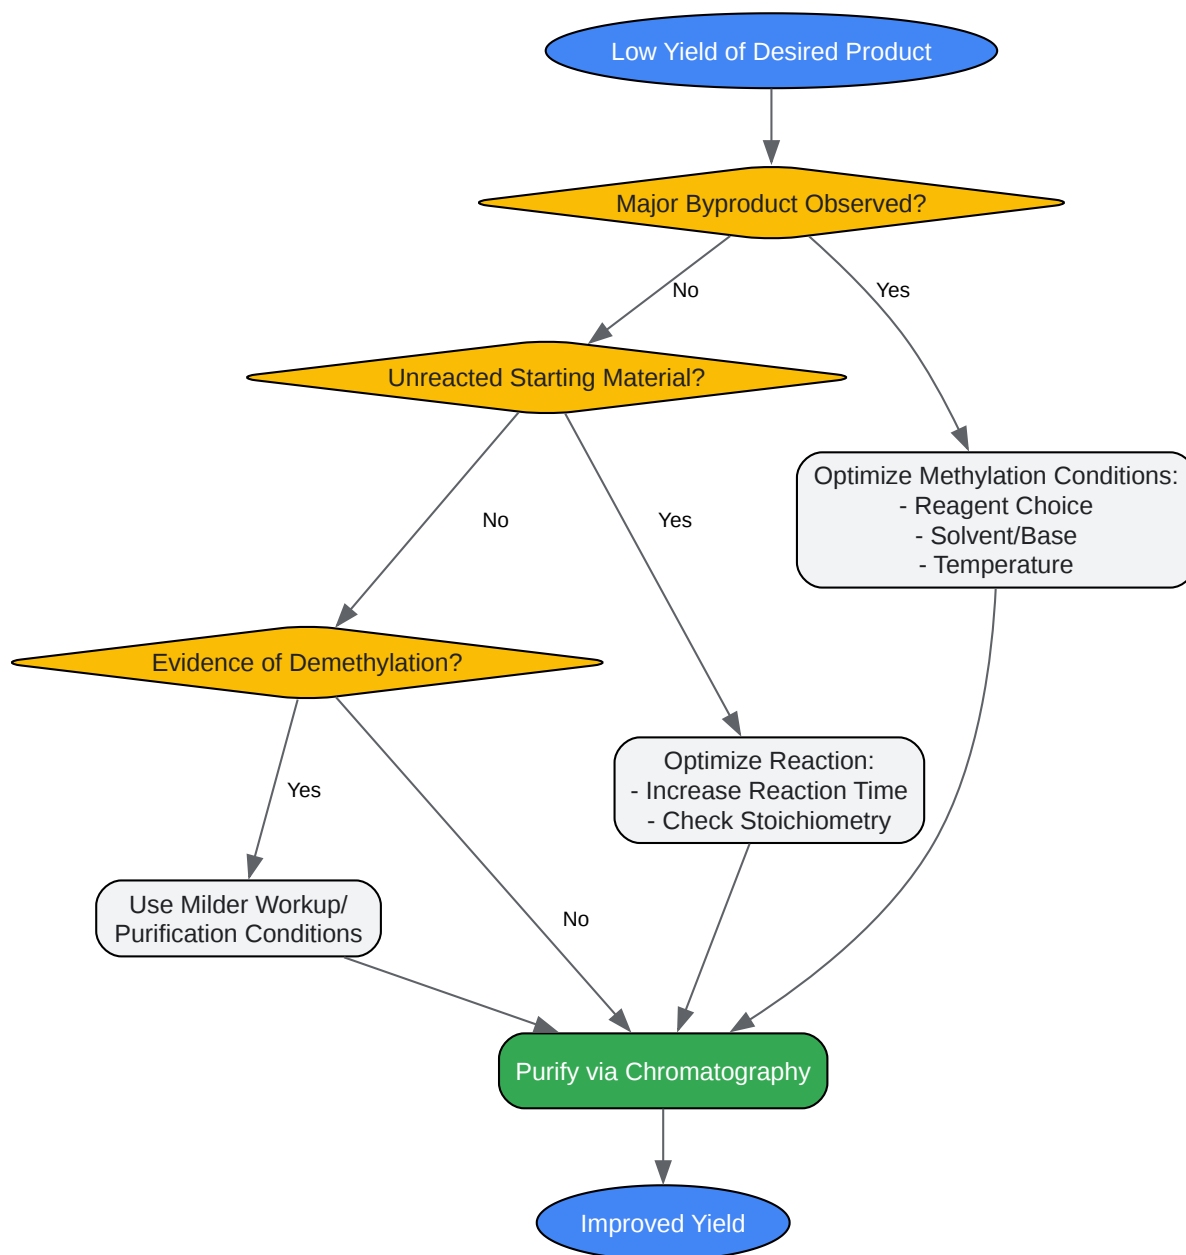 Low Yield of Desired Product
Major Byproduct Observed?
No
Yes
Unreacted Starting Material?
Optimize Methylation Conditions:
- Reagent Choice
- Solvent/Base
- Temperature
No
Yes
Evidence of Demethylation?
Optimize Reaction:
- Increase Reaction Time
- Check Stoichiometry
Yes
Use Milder Workup/
Purification Conditions
No
Purify via Chromatography
Improved Yield